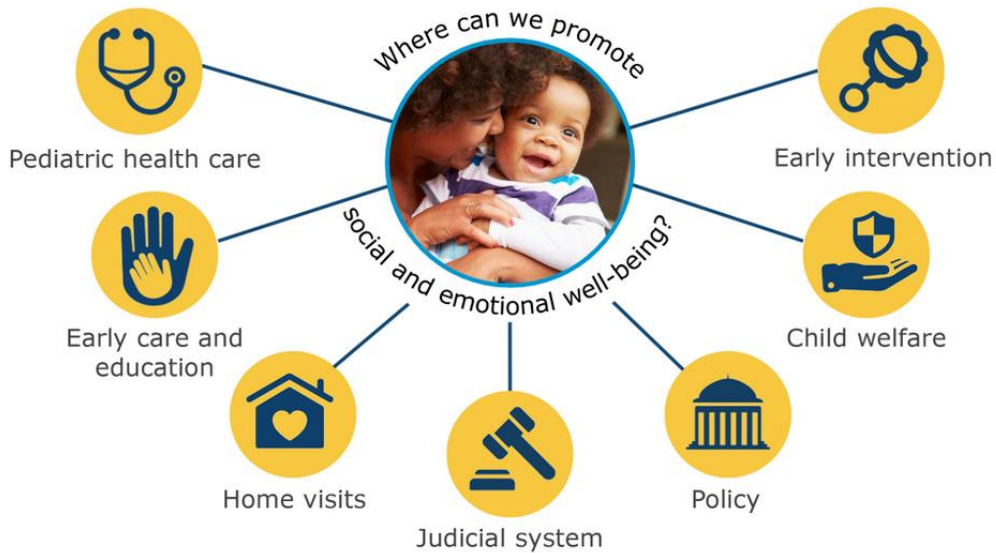 Where can we promote
social and emotional well-being?
Pediatric health care
Early care and
education
Home visits
Judicial system
Policy
Child welfare
Early intervention